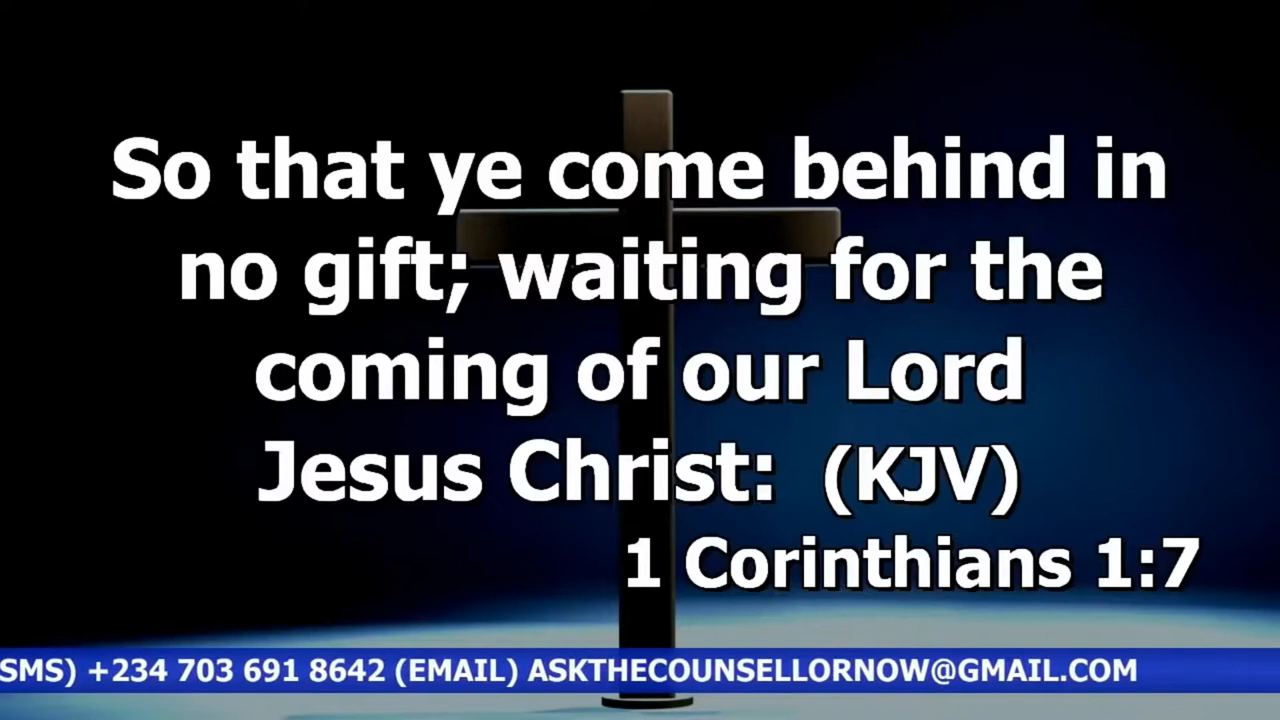 So that ye come behind in
no gift; waiting for the
coming of our Lord
Jesus Christ: (KJV)
1 Corinthians 1:7
SMS) +234 703 691 8642 (EMAIL) ASKTHECOUNSELLORNOW@GMAIL.COM